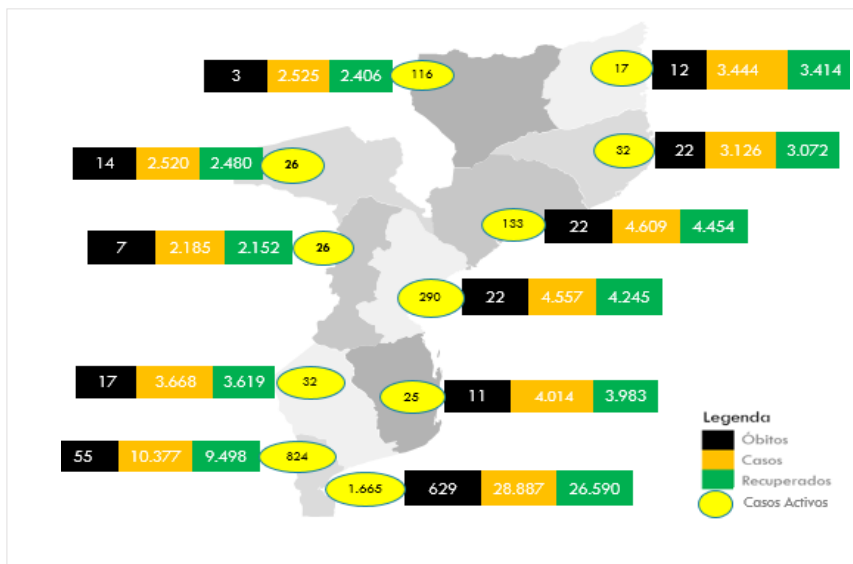 3 2.525 2.406 116
17 12 3.444 3.414
14 2.520 2.480 26
32 22 3.126 3.072
7 2.185 2.152 26
133 22 4.609 4.454
290 22 4.557 4.245
17 3.668 3.619 32
25 11 4.014 3.983
55 10.377 9.498 824
1.665 629 28.887 26.590
Legenda
Óbitos
Casos
Recuperados
Casos Activos